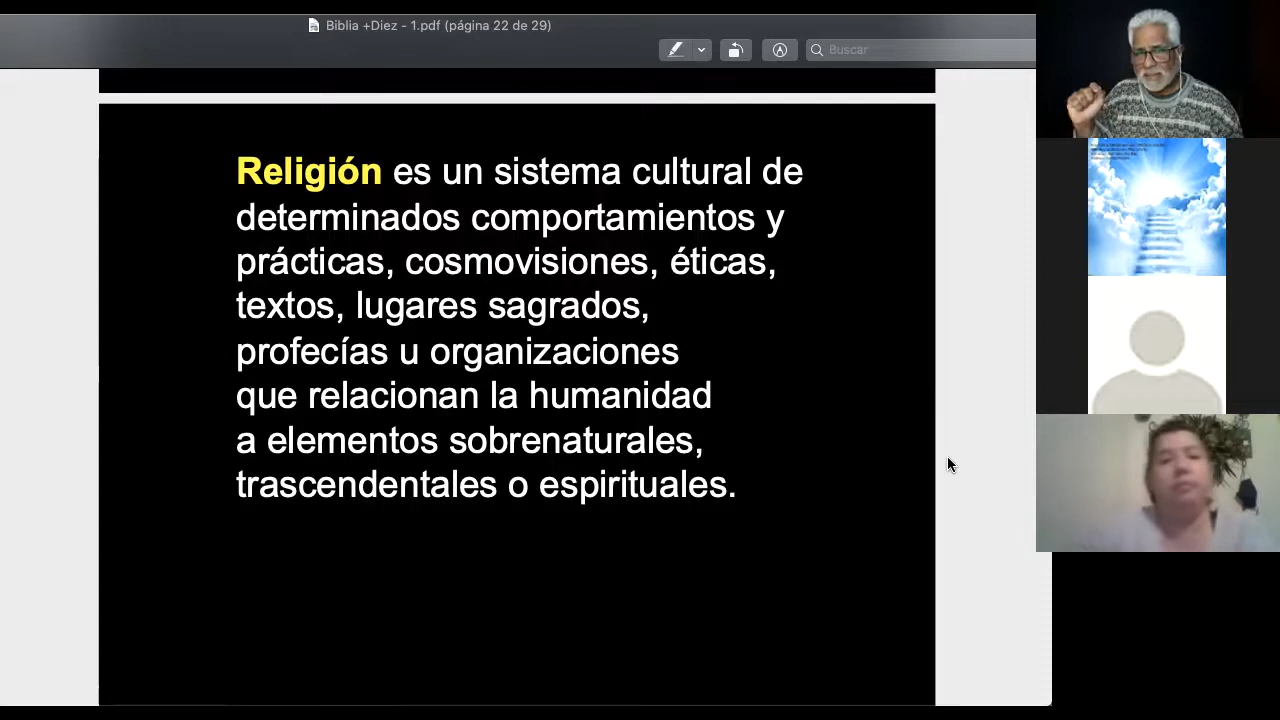 Biblia +Diez - 1.pdf (página 22 de 29)
Buscar
Religión es un sistema cultural de
determinados comportamientos y
prácticas, cosmovisiones, éticas,
textos, lugares sagrados,
profecías u organizaciones
que relacionan la humanidad
a elementos sobrenaturales,
trascendentales o espirituales.